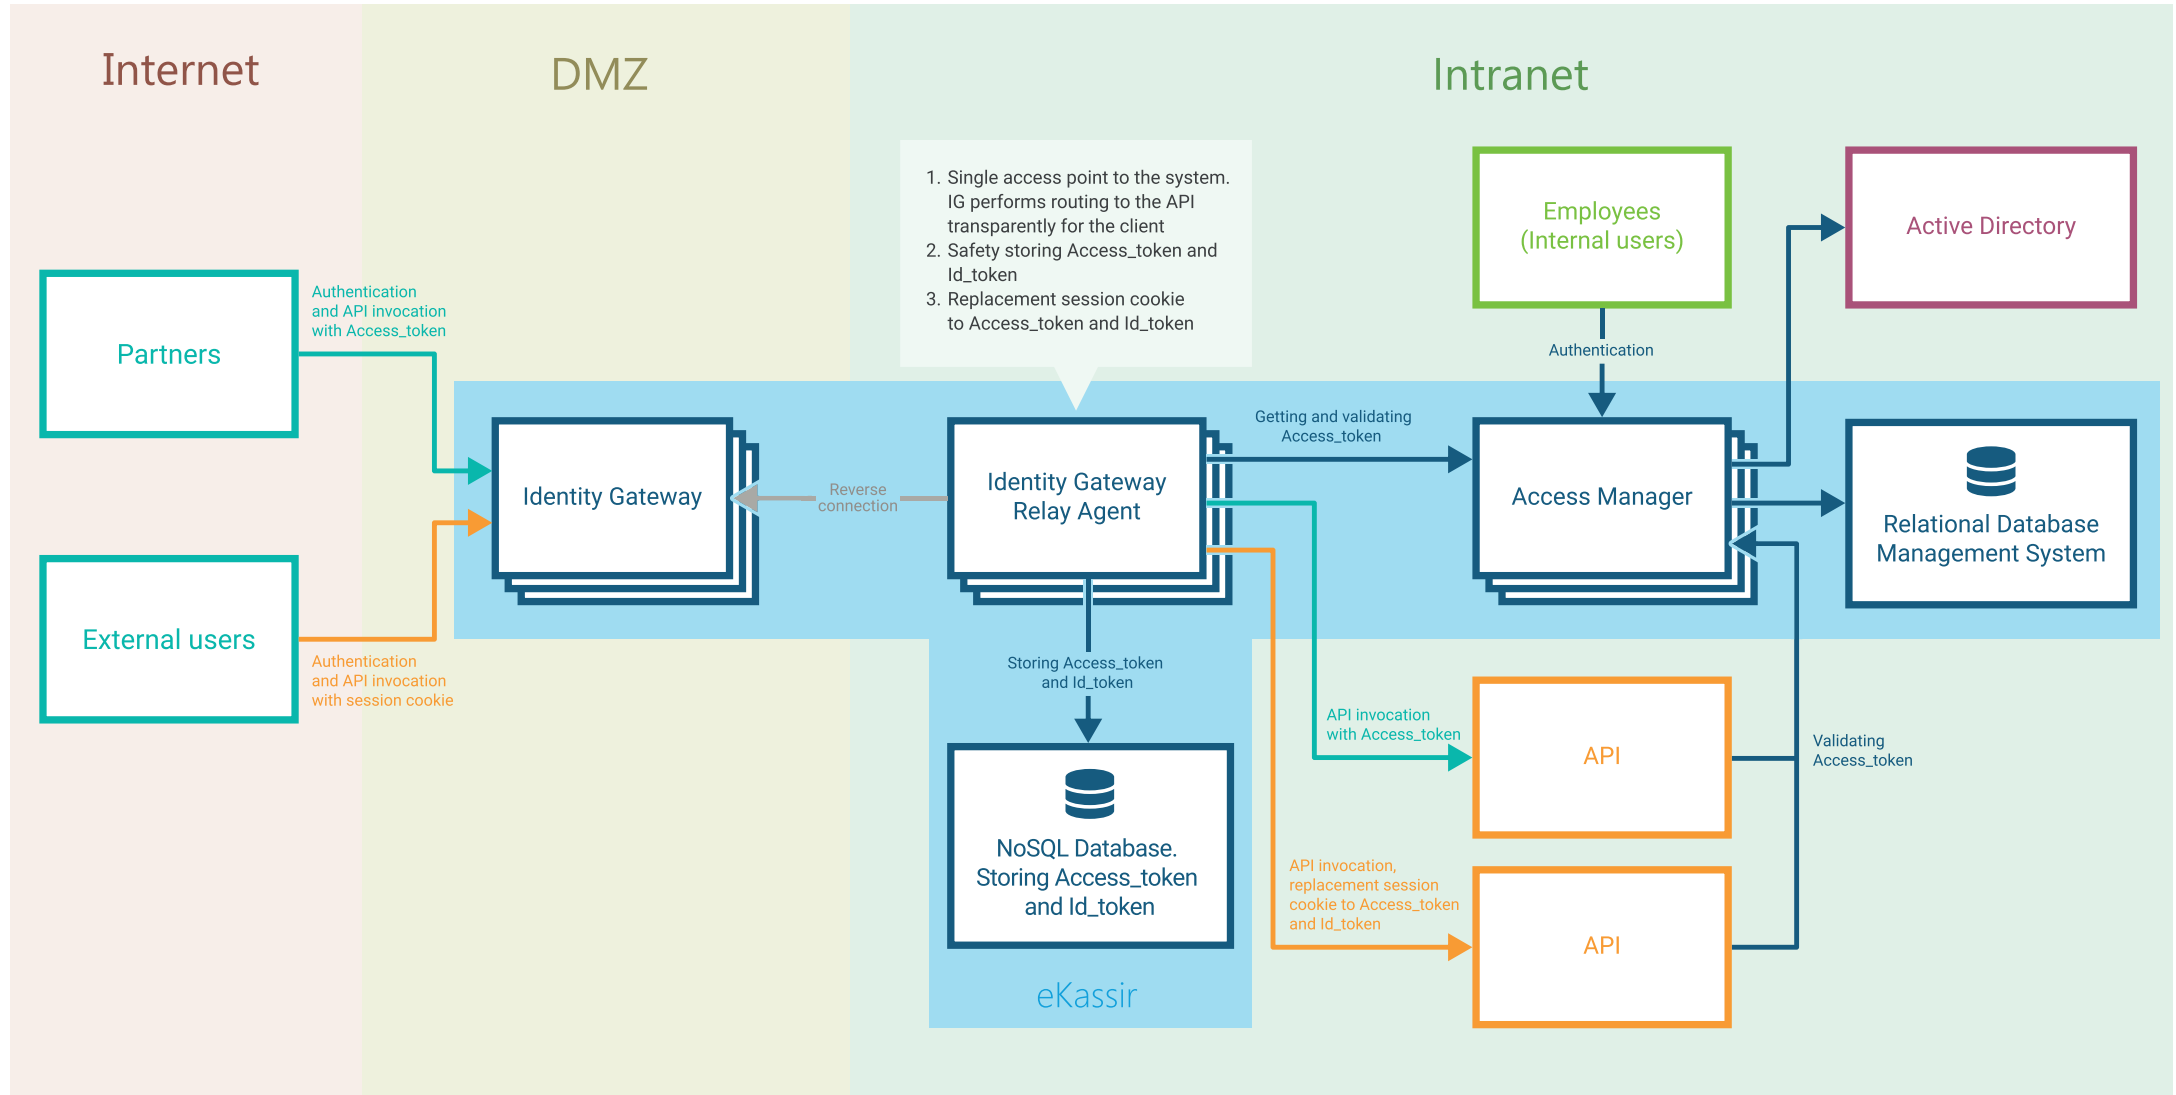 Internet
DMZ
Intranet
1. Single access point to the system.
IG performs routing to the API
transparently for the client
2. Safety storing Access_token and
Id_token
3. Replacement session cookie
to Access_token and Id_token
Employees
(Internal users)
Active Directory
Authentication
and API invocation
with Access_token
Partners
Authentication
Getting and validating
Access_token
Identity Gateway
Reverse
connection
Identity Gateway
Relay Agent
Access Manager
Relational Database
Management System
External users
Authentication
and API invocation
with session cookie
Storing Access_token
and Id_token
API invocation
with Access_token
API
Validating
Access_token
NoSQL Database.
Storing Access_token
and Id_token
API invocation,
replacement session
cookie to Access_token
and Id_token
API
eKassir